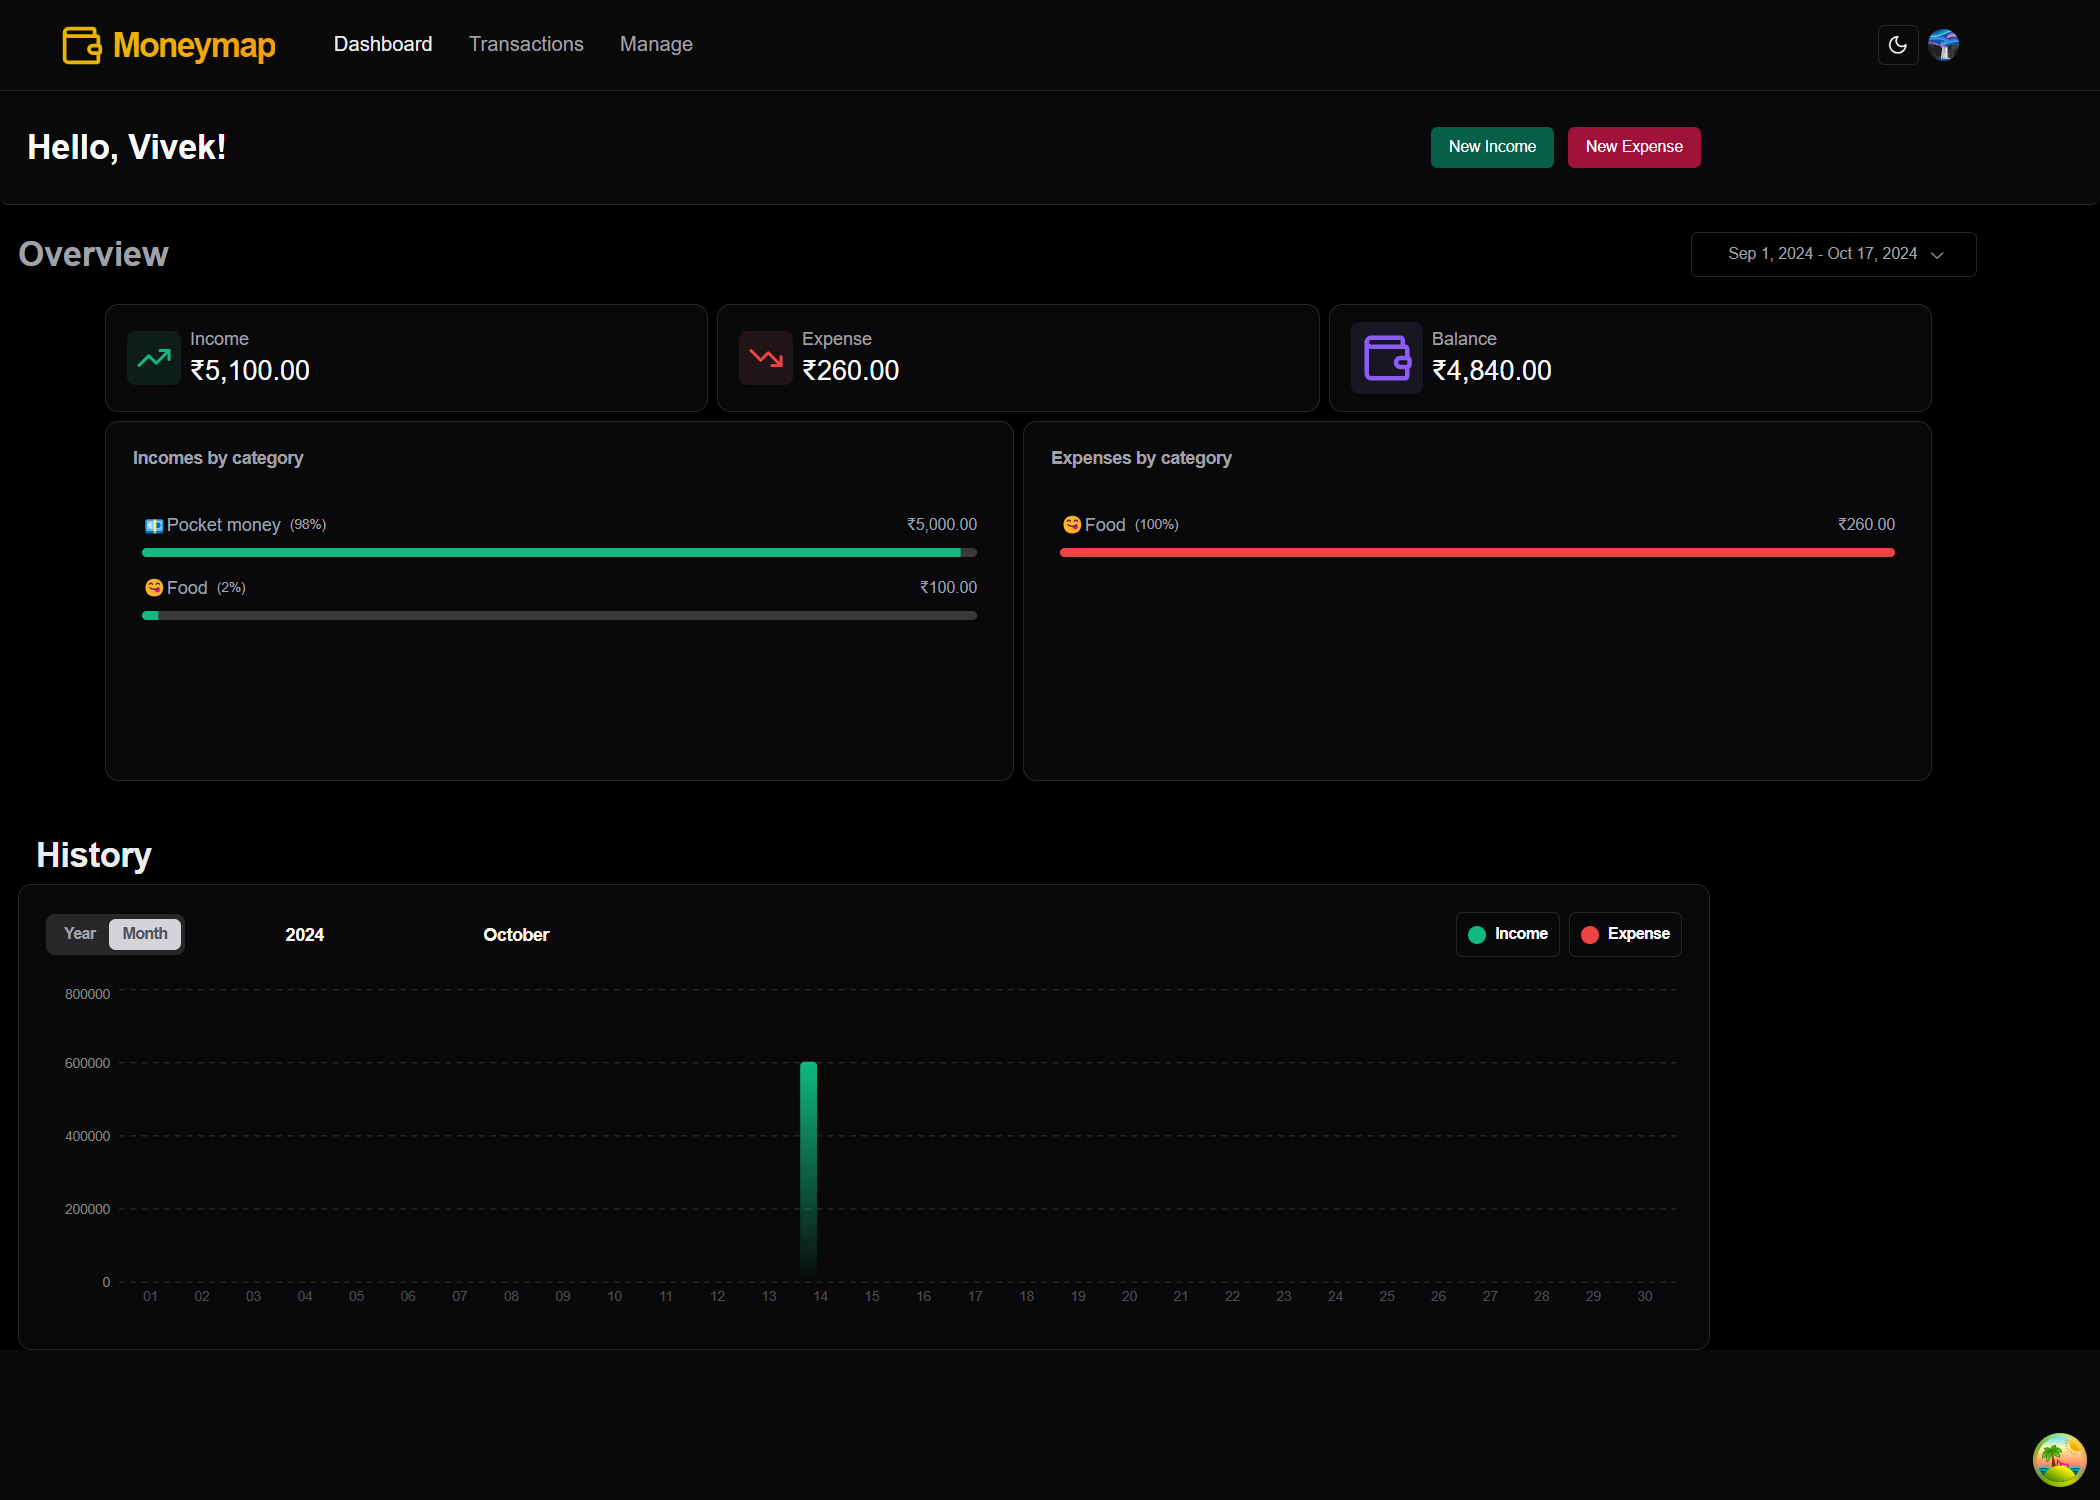 Moneymap
Dashboard Transactions Manage
Hello, Vivek!
New Income New Expense
Overview
Sep 1, 2024 - Oct 17, 2024
Income
₹5,100.00
Expense
₹260.00
Balance
₹4,840.00
Incomes by category
Pocket money (98%) ₹5,000.00
Food (2%) ₹100.00
Expenses by category
Food (100%) ₹260.00
History
Year Month 2024 October Income Expense
800000
600000
400000
200000
0
01 02 03 04 05 06 07 08 09 10 11 12 13 14 15 16 17 18 19 20 21 22 23 24 25 26 27 28 29 30